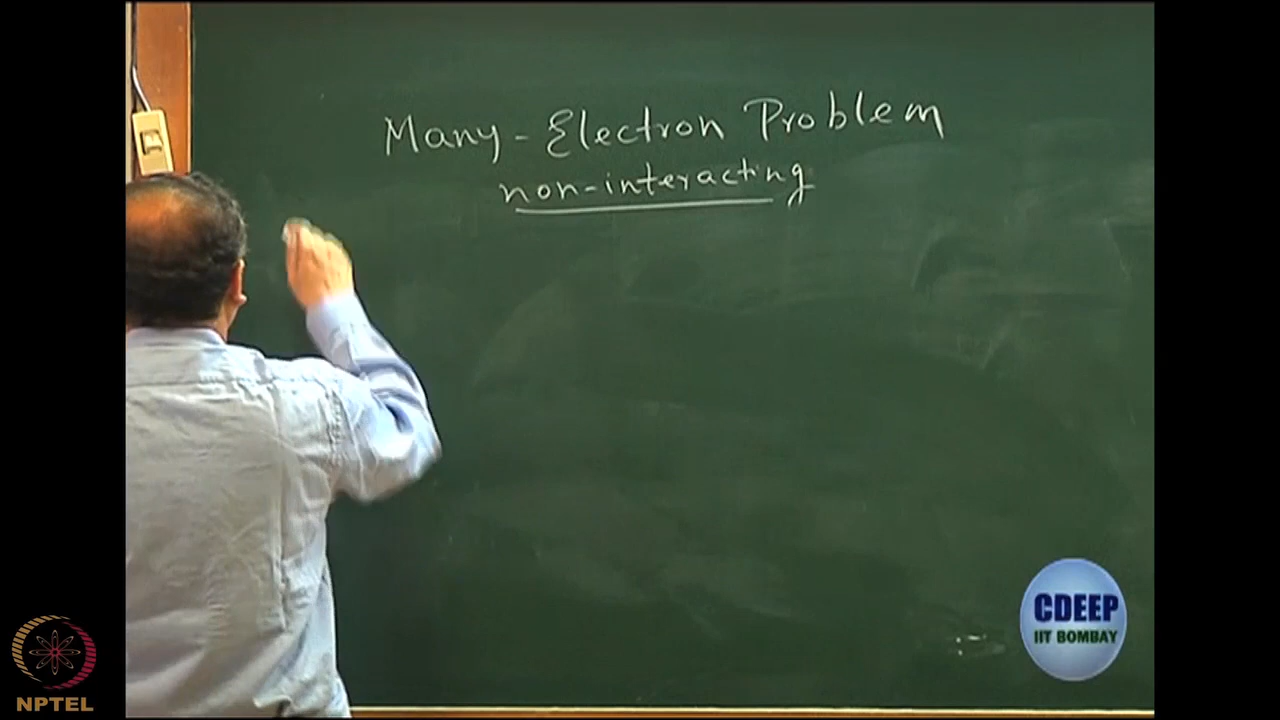 Many-Electron Problem
non-interacting
CDEEP
IIT BOMBAY
NPTEL